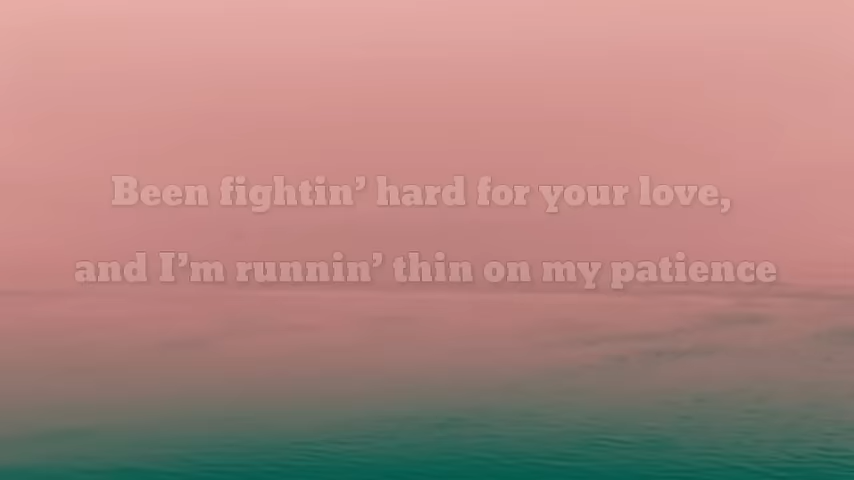 Been fightin’ hard for your love,
and I’m runnin’ thin on my patience